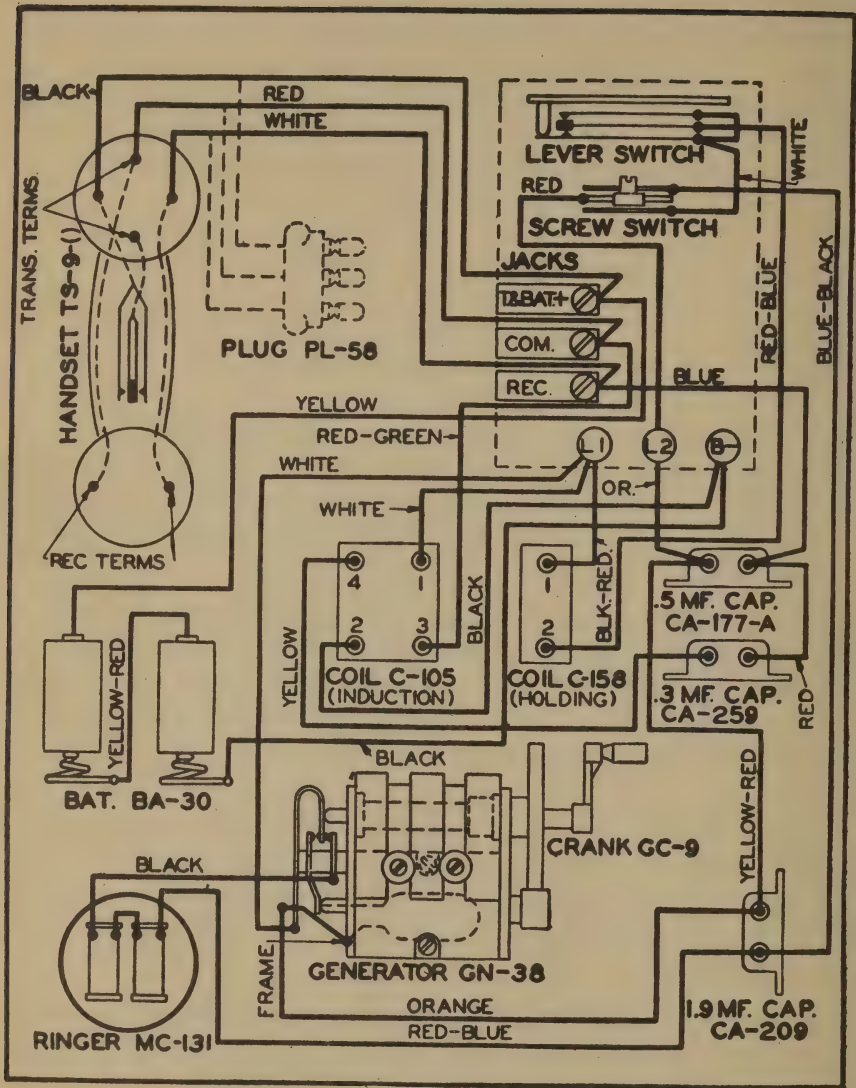 BLACK
RED
WHITE
LEVER SWITCH
WHITE
RED
SCREW SWITCH
TRANS. TERMS.
HANDSET TS-9-()
PLUG PL-58
JACKS
T&BAT.+
COM.
REC.
BLUE
RED-BLUE
BLUE-BLACK
YELLOW
RED-GREEN
WHITE
L1
L2
B-
OR.
WHITE
REC TERMS
4
1
2
3
BLACK
1
2
BLK-RED.
.5 MF. CAP.
CA-177-A
YELLOW
COIL C-105
(INDUCTION)
COIL C-158
(HOLDING)
.3 MF. CAP.
CA-259
RED
YELLOW-RED
BLACK
BAT. BA-30
CRANK GC-9
YELLOW-RED
BLACK
FRAME
GENERATOR GN-38
ORANGE
RED-BLUE
RINGER MC-131
1.9 MF. CAP.
CA-209